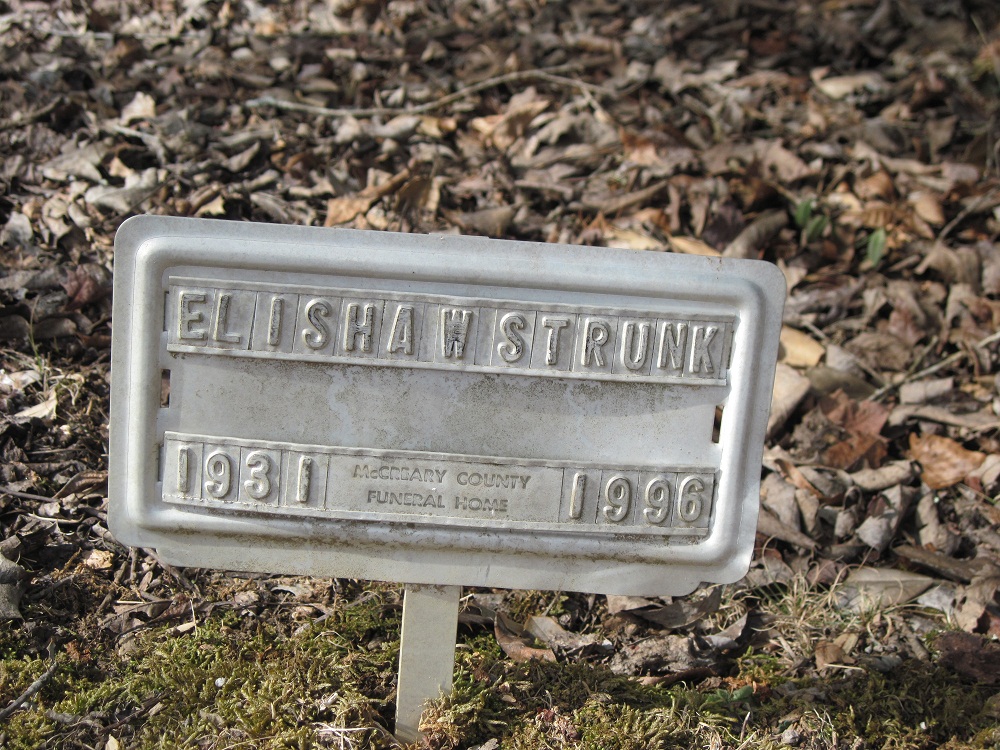 ELISHA W STRUNK
1931 McCREARY COUNTY 1996
FUNERAL HOME